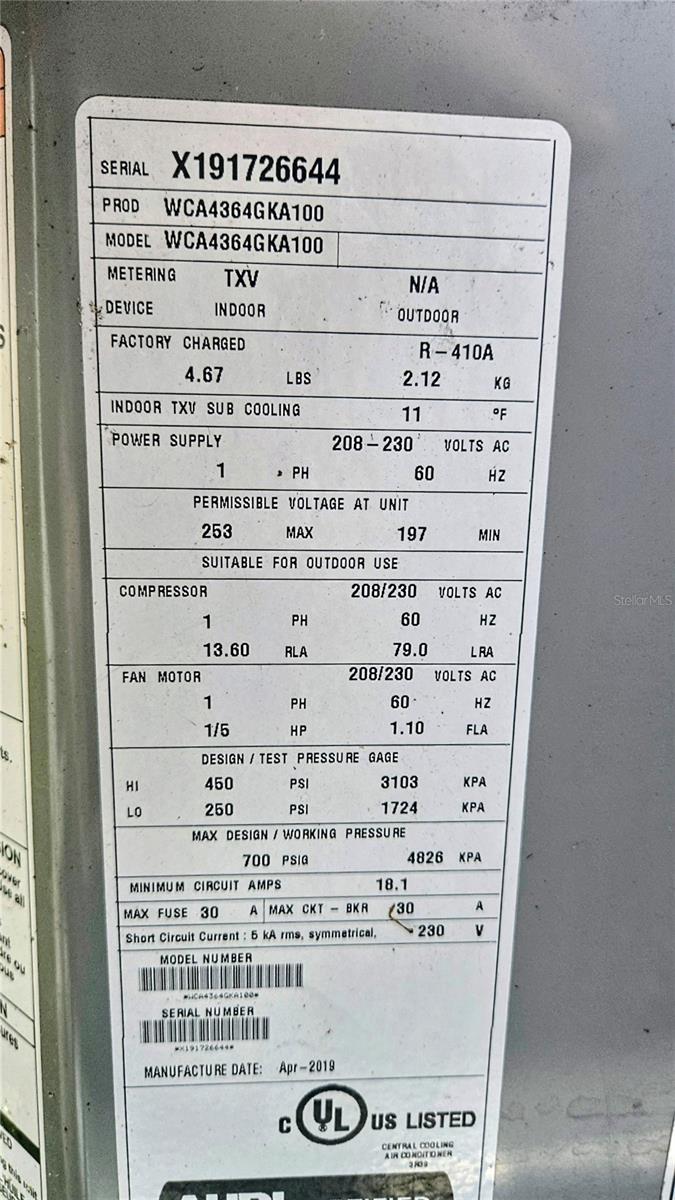 SERIAL X191726644
PROD WCA4364GKA100
MODEL WCA4364GKA100
METERING TXV N/A
DEVICE INDOOR OUTDOOR
FACTORY CHARGED R-410A
4.67 LBS 2.12 KG
INDOOR TXV SUB COOLING 11 °F
POWER SUPPLY 208-230 VOLTS AC
1 PH 60 HZ
PERMISSIBLE VOLTAGE AT UNIT
253 MAX 197 MIN
SUITABLE FOR OUTDOOR USE
COMPRESSOR 208/230 VOLTS AC
1 PH 60 HZ
13.60 RLA 79.0 LRA
FAN MOTOR 208/230 VOLTS AC
1 PH 60 HZ
1/5 HP 1.10 FLA
DESIGN / TEST PRESSURE GAGE
HI 450 PSI 3103 KPA
LO 250 PSI 1724 KPA
MAX DESIGN / WORKING PRESSURE
700 PSIG 4826 KPA
MINIMUM CIRCUIT AMPS 18.1
MAX FUSE 30 A MAX CKT - BKR 30 A
Short Circuit Current : 5 kA rms, symmetrical, 230 V
MODEL NUMBER
*WCA4364GKA100*
SERIAL NUMBER
*X191726644*
MANUFACTURE DATE: Apr-2019
C UL US LISTED
CENTRAL COOLING
AIR CONDITIONER
StellarMLS